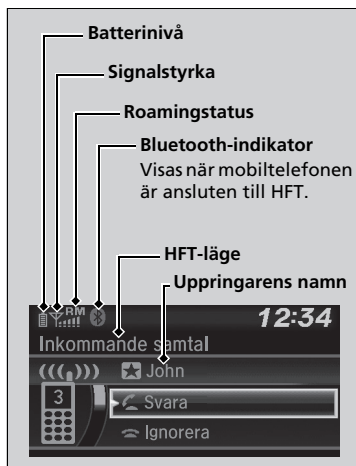 Batterinivå
Signalstyrka
Roamingstatus
Bluetooth-indikator
Visas när mobiltelefonen
är ansluten till HFT.
HFT-läge
Uppringarens namn
RM
12:34
Inkommande samtal
John
3
Svara
Ignorera